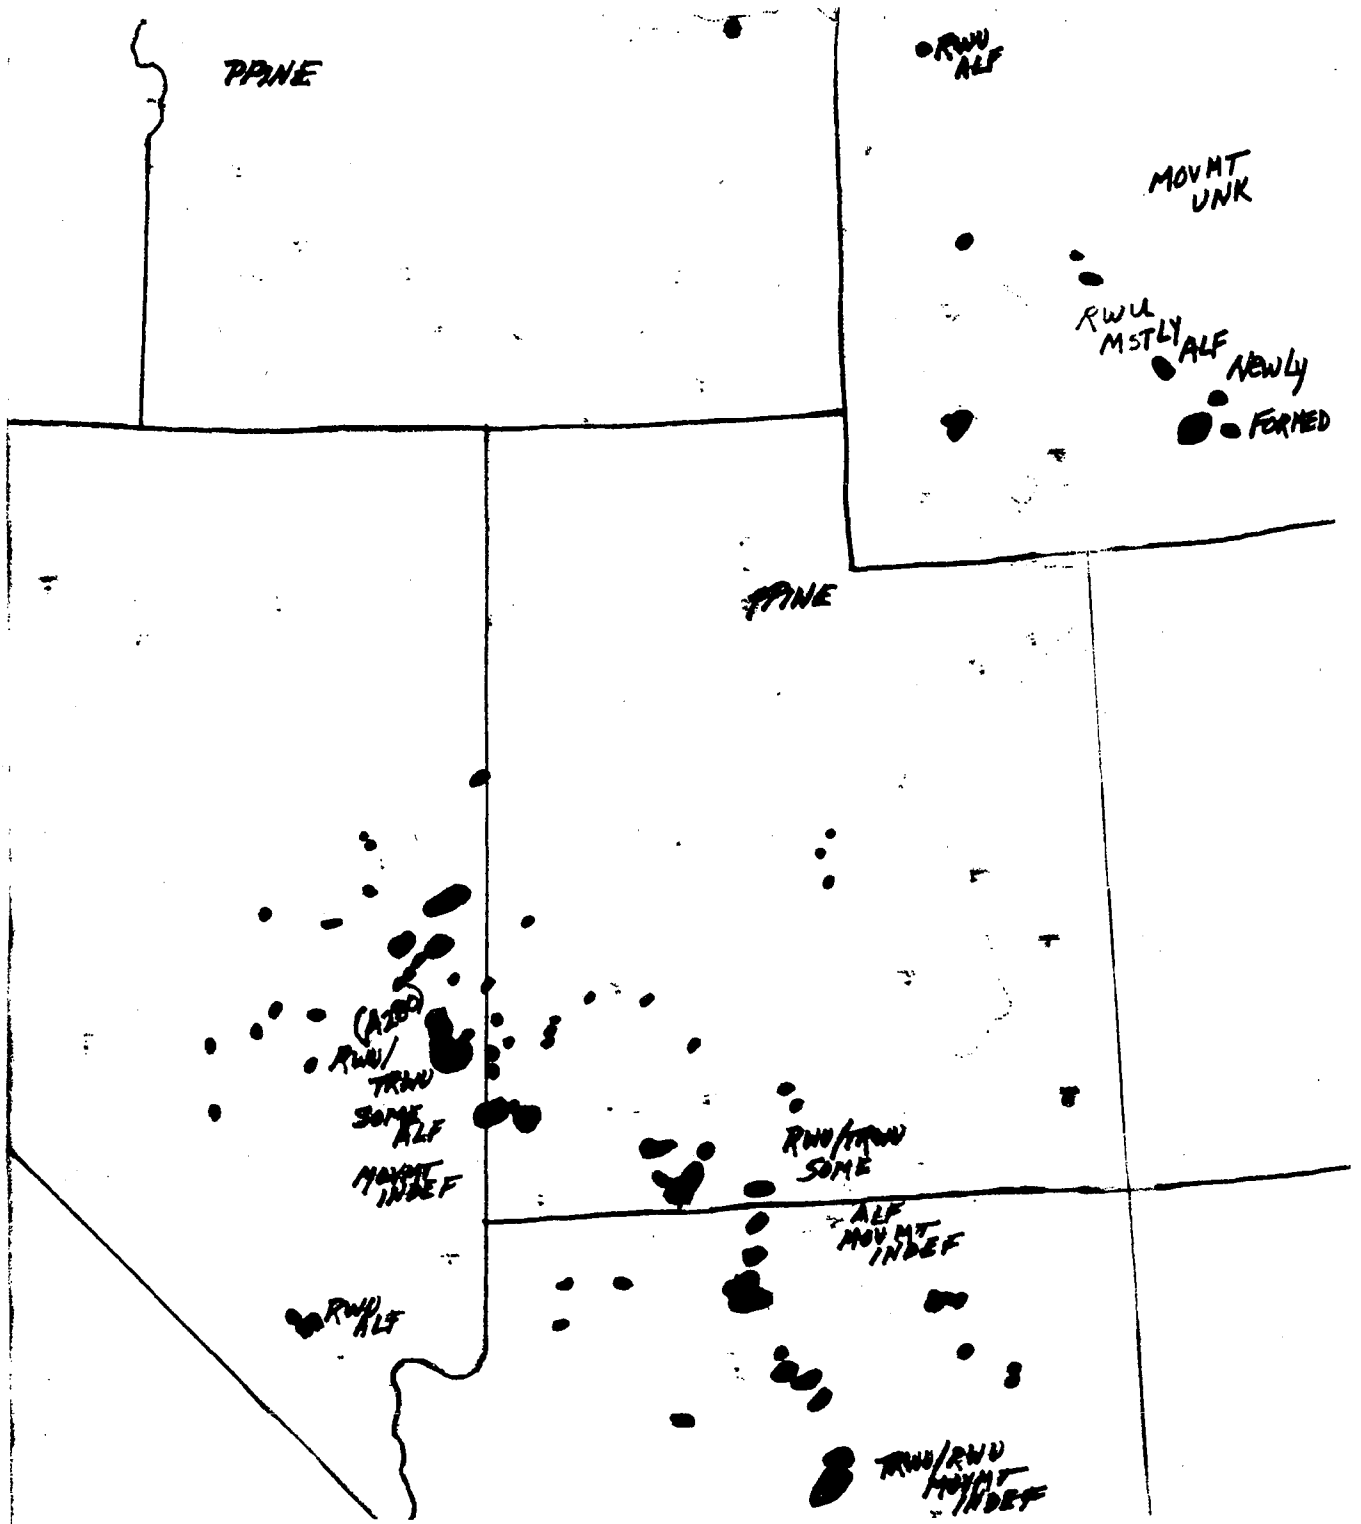 PPINE
RWU
ALF
MOVMT
UNK
RWU
MSTLY ALF
NEWLY
FORMED
PPINE
(A280)
RWU/
TRWU
SOME
ALF
MOVMT
INDEF
RWU/TRWU
SOME
ALF
MOVMT
INDEF
RWU
ALF
TRWU/RWU
MOVMT
INDEF